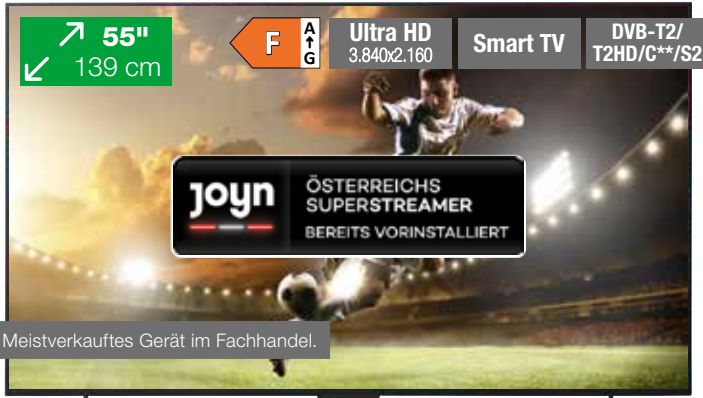 55"
139 cm
F
A
G
Ultra HD
3.840x2.160
Smart TV
DVB-T2/
T2HD/C**/S2
joyn
ÖSTERREICHS
SUPERSTREAMER
BEREITS VORINSTALLIERT
Meistverkauftes Gerät im Fachhandel.